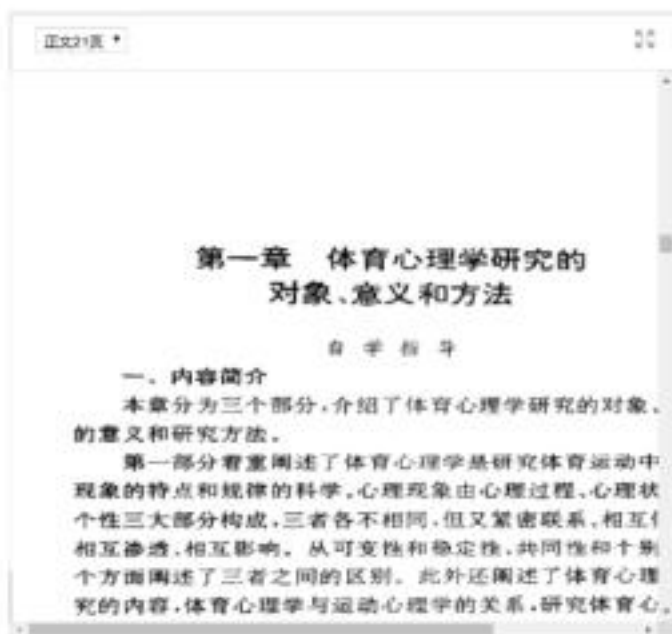 正文21页
第一章 体育心理学研究的
对象、意义和方法
自 学 指 导
一、内容简介
本章分为三个部分，介绍了体育心理学研究的对象、
的意义和研究方法。
第一部分着重阐述了体育心理学是研究体育运动中
现象的特点和规律的科学。心理现象由心理过程、心理状
个性三大部分构成，三者各不相同，但又紧密联系、相互
相互渗透、相互影响。从可变性和稳定性、共同性和个别
个方面阐述了三者之间的区别。此外还阐述了体育心理
究的内容，体育心理学与运动心理学的关系，研究体育心